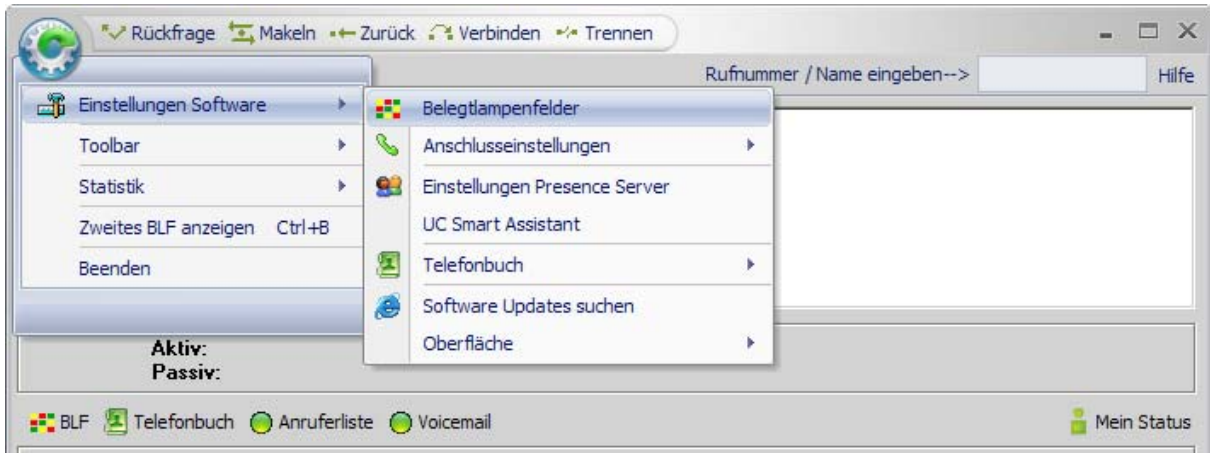 Rückfrage Makeln Zurück Verbinden Trennen
Rufnummer / Name eingeben--> Hilfe
Einstellungen Software
Toolbar
Statistik
Zweites BLF anzeigen Ctrl+B
Beenden
Belegtlampenfelder
Anschlusseinstellungen
Einstellungen Presence Server
UC Smart Assistant
Telefonbuch
Software Updates suchen
Oberfläche
Aktiv:
Passiv:
BLF Telefonbuch Anruferliste Voicemail Mein Status